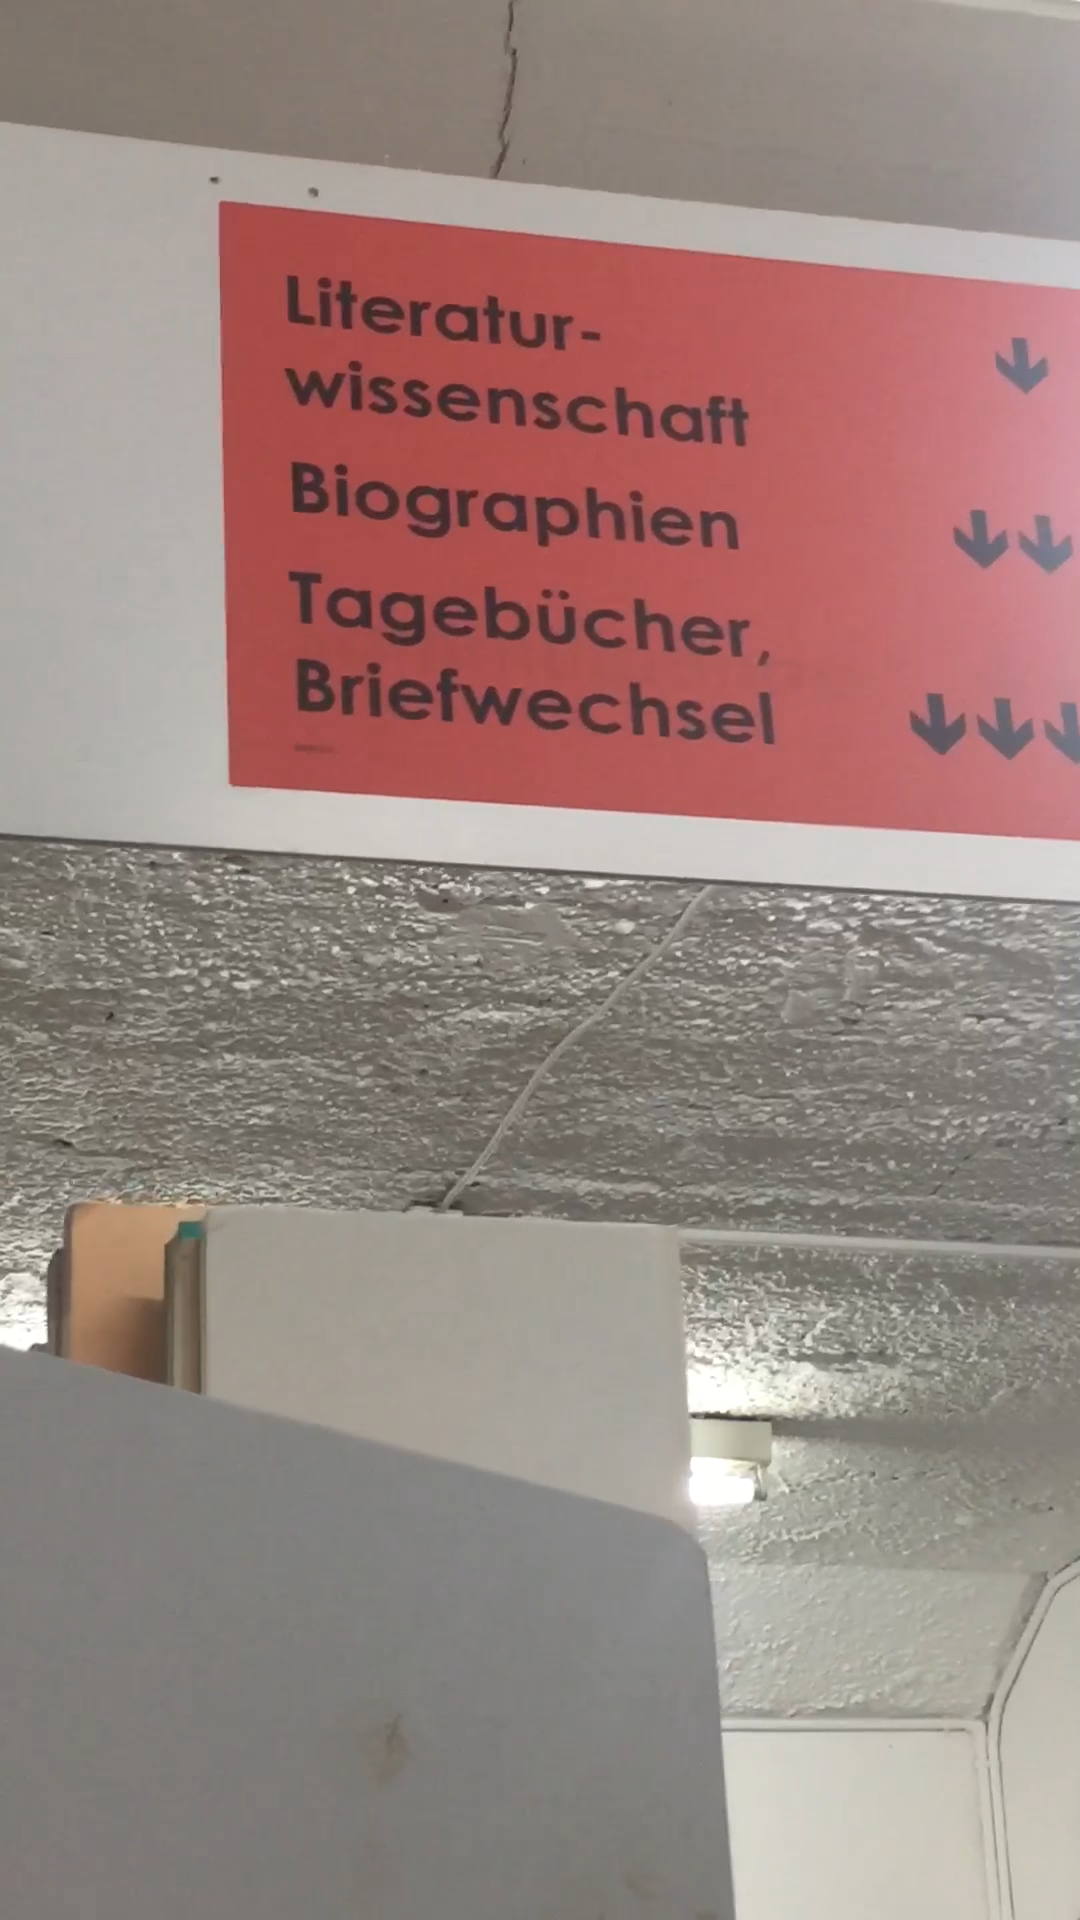 Literatur-
wissenschaft
Biographien
Tagebücher,
Briefwechsel